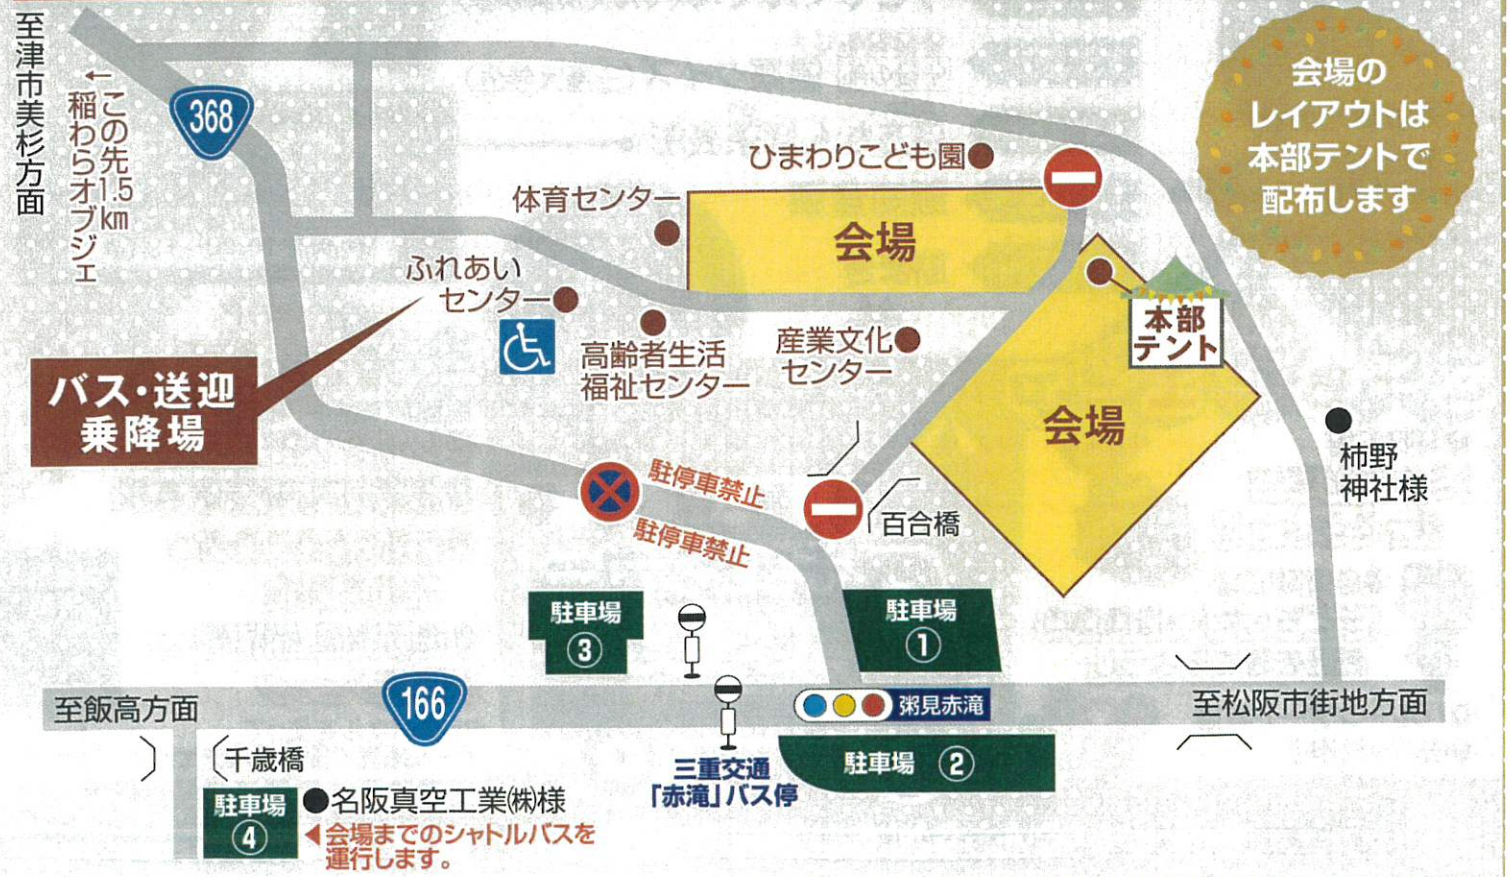 至津市美杉方面
←この先1.5km
稲わらオブジェ
368
会場の
レイアウトは
本部テントで
配布します
ひまわりこども園
体育センター
会場
ふれあい
センター
高齢者生活
福祉センター
産業文化
センター
本部
テント
会場
バス・送迎
乗降場
柿野
神社様
駐停車禁止
駐停車禁止
百合橋
駐車場
③
駐車場
①
至飯高方面
166
粥見赤滝
至松阪市街地方面
千歳橋
三重交通
「赤滝」バス停
駐車場 ②
駐車場
④
名阪真空工業㈱様
会場までのシャトルバスを
運行します。